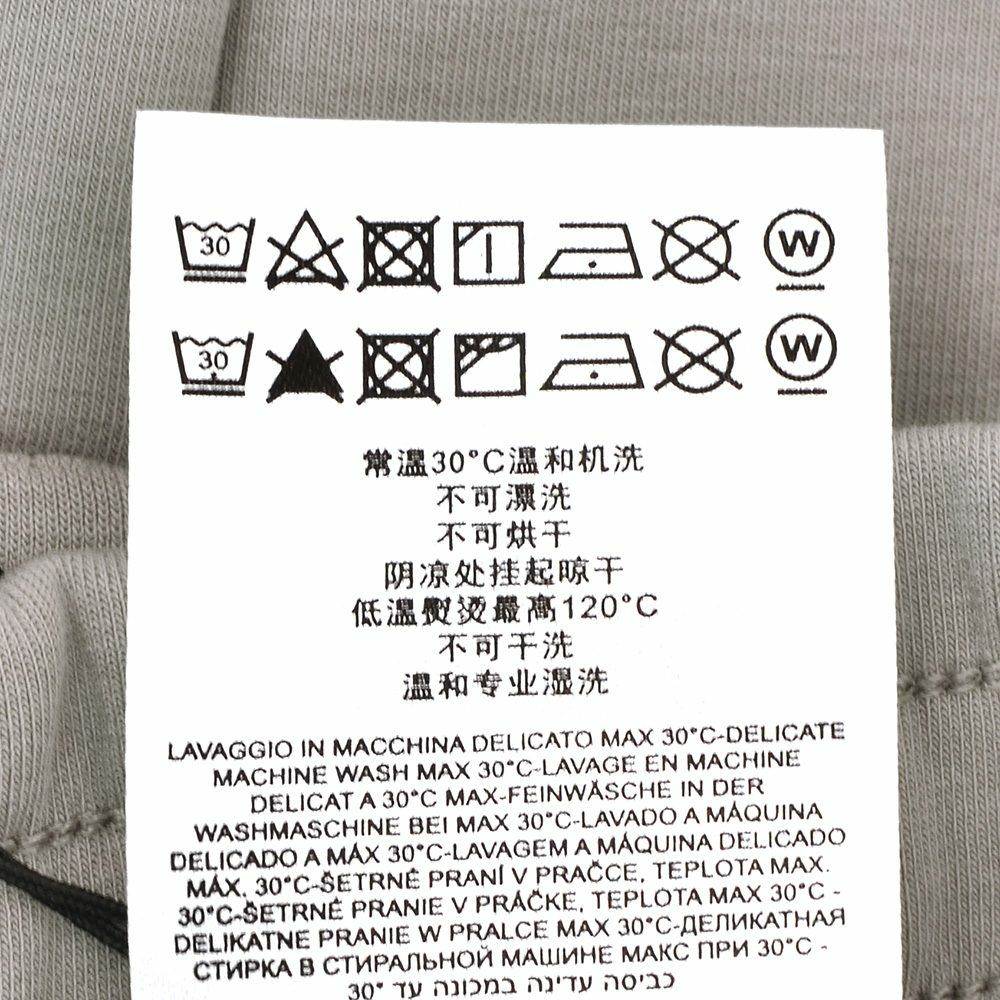 30 W
30 W
常温30°C温和机洗
不可漂洗
不可烘干
阴凉处挂起晾干
低温熨烫最高120°C
不可干洗
温和专业湿洗
LAVAGGIO IN MACCHINA DELICATO MAX 30°C-DELICATE
MACHINE WASH MAX 30°C-LAVAGE EN MACHINE
DELICAT A 30°C MAX-FEINWÄSCHE IN DER
WASHMASCHINE BEI MAX 30°C-LAVADO A MÁQUINA
DELICADO A MÁX 30°C-LAVAGEM A MÁQUINA DELICADO
MÁX. 30°C-ŠETRNÉ PRANÍ V PRAČCE, TEPLOTA MAX.
30°C-ŠETRNÉ PRANIE V PRÁČKE, TEPLOTA MAX 30°C -
DELIKATNE PRANIE W PRALCE MAX 30°C-ДЕЛИКАТНАЯ
СТИРКА В СТИРАЛЬНОЙ МАШИНЕ МАКС ПРИ 30°C -
כביסה עדינה במכונה עד 30°